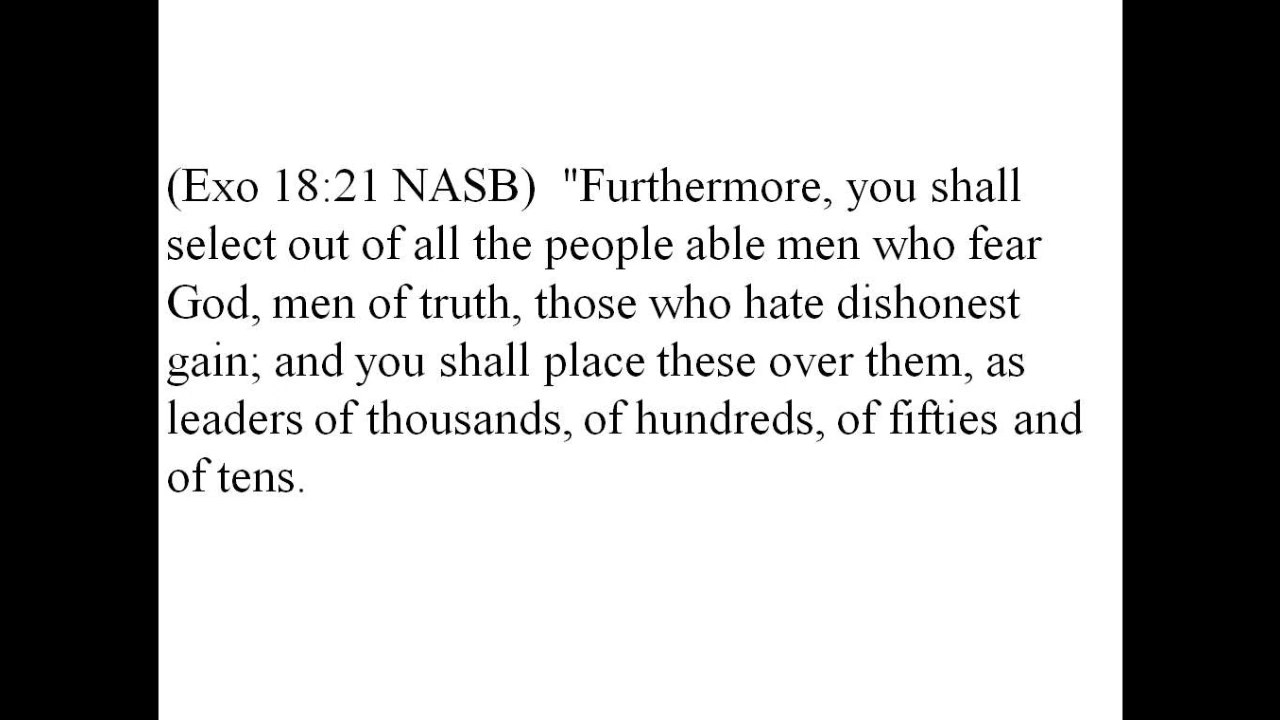 (Exo 18:21 NASB)  "Furthermore, you shall
select out of all the people able men who fear
God, men of truth, those who hate dishonest
gain; and you shall place these over them, as
leaders of thousands, of hundreds, of fifties and
of tens.